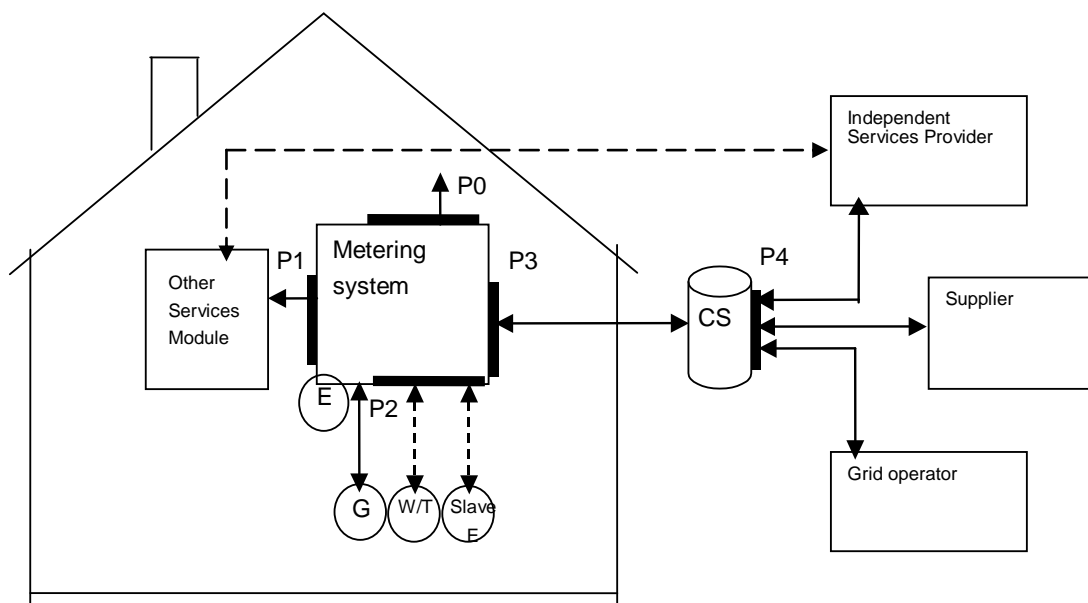 Independent
Services Provider
P0
Metering
system
P1
P3
P4
Other
Services
Module
CS
Supplier
E
P2
G
W/T
Slave
E
Grid operator